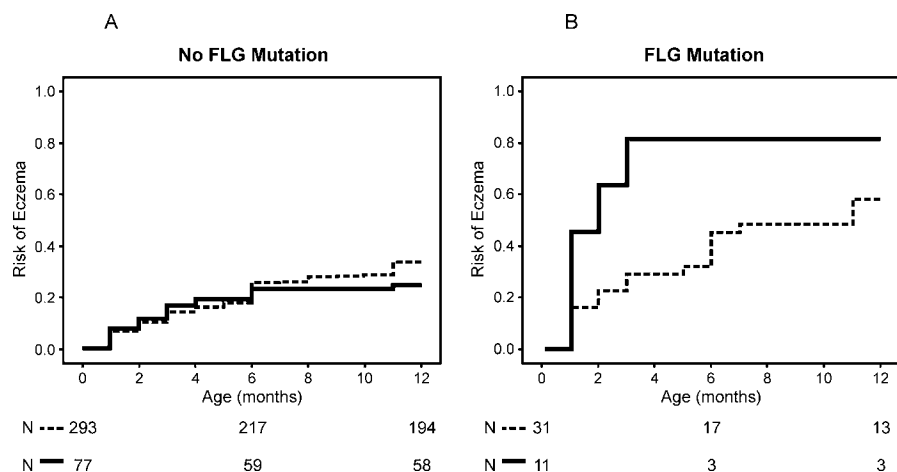 A
No FLG Mutation
Risk of Eczema
1.0
0.8
0.6
0.4
0.2
0.0
0 2 4 6 8 10 12
Age (months)
N 293 217 194
N 77 59 58
B
FLG Mutation
Risk of Eczema
1.0
0.8
0.6
0.4
0.2
0.0
0 2 4 6 8 10 12
Age (months)
N 31 17 13
N 11 3 3